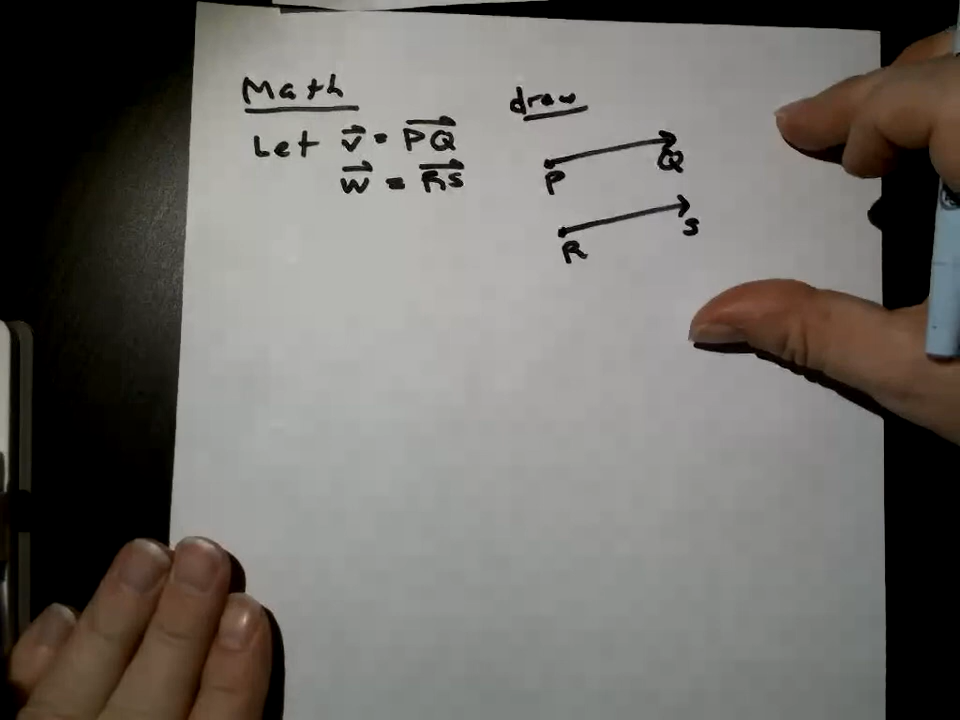 Math
Let v⃗ = PQ⃗
w⃗ = RS⃗
draw
P Q
R S